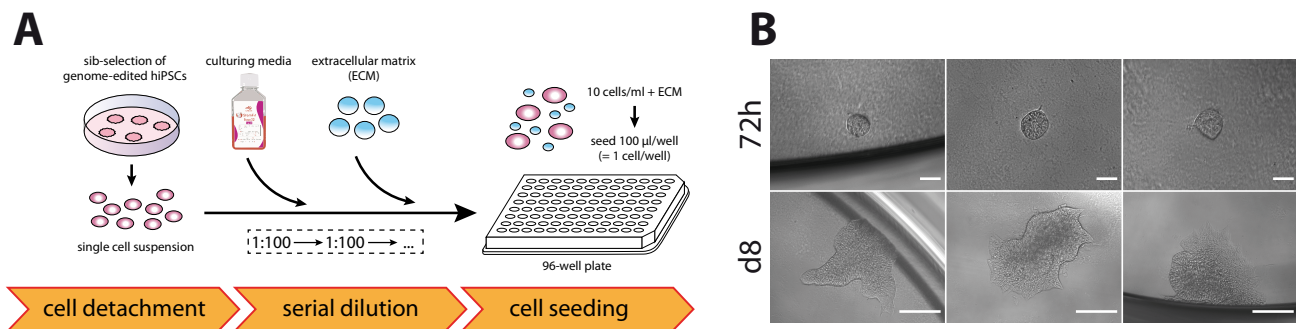 A
sib-selection of
genome-edited hiPSCs
culturing media
extracellular matrix
(ECM)
10 cells/ml + ECM
seed 100 µl/well
(= 1 cell/well)
single cell suspension
1:100 1:100 ...
96-well plate
cell detachment
serial dilution
cell seeding
B
72h
d8